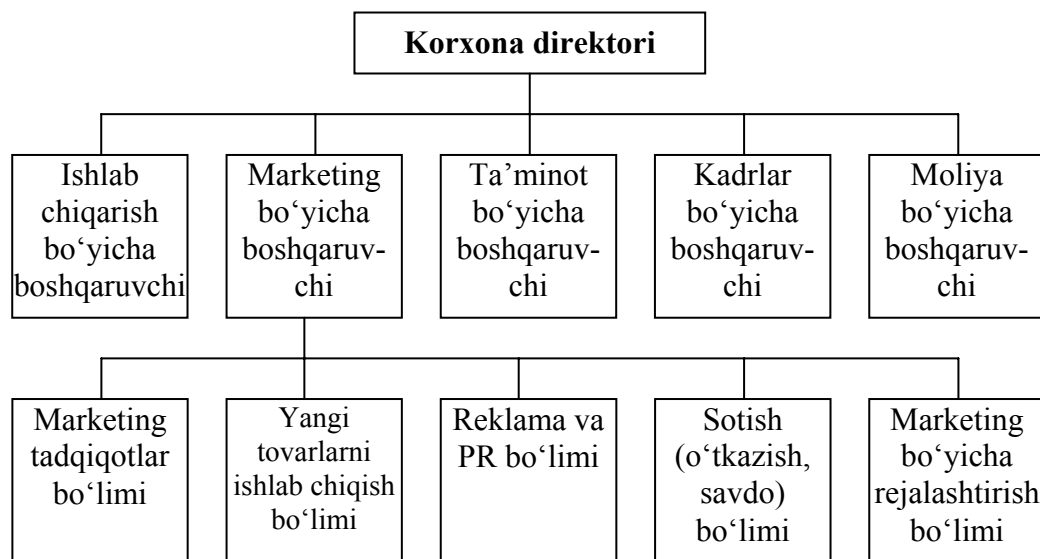 Korxona direktori
Ishlab
chiqarish
bo‘yicha
boshqaruvchi
Marketing
bo‘yicha
boshqaruv-
chi
Ta’minot
bo‘yicha
boshqaruv-
chi
Kadrlar
bo‘yicha
boshqaruv-
chi
Moliya
bo‘yicha
boshqaruv-
chi
Marketing
tadqiqotlar
bo‘limi
Yangi
tovarlarni
ishlab chiqish
bo‘limi
Reklama va
PR bo‘limi
Sotish
(o‘tkazish,
savdo)
bo‘limi
Marketing
bo‘yicha
rejalashtirish
bo‘limi